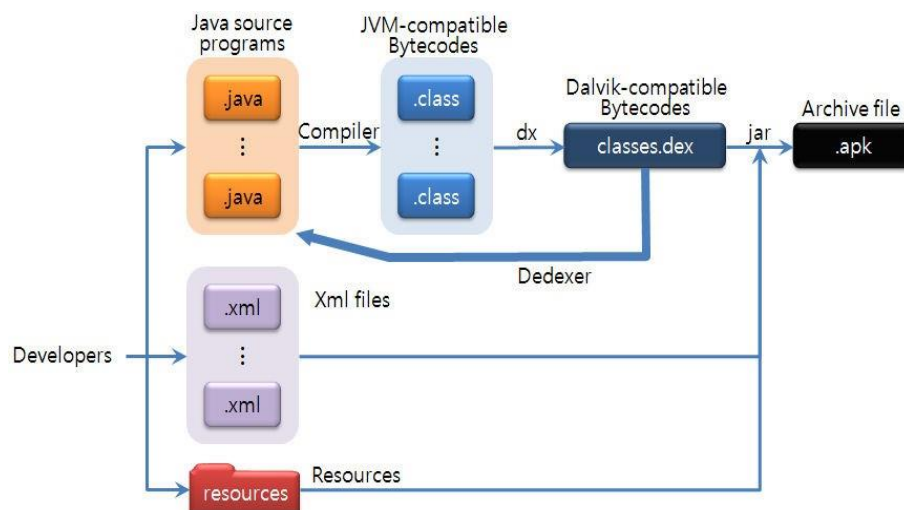 Java source
programs
JVM-compatible
Bytecodes
.java
⋮
.java
Compiler
.class
⋮
.class
dx
Dalvik-compatible
Bytecodes
classes.dex
jar
Archive file
.apk
Dedexer
Developers
Xml files
.xml
⋮
.xml
Resources
resources